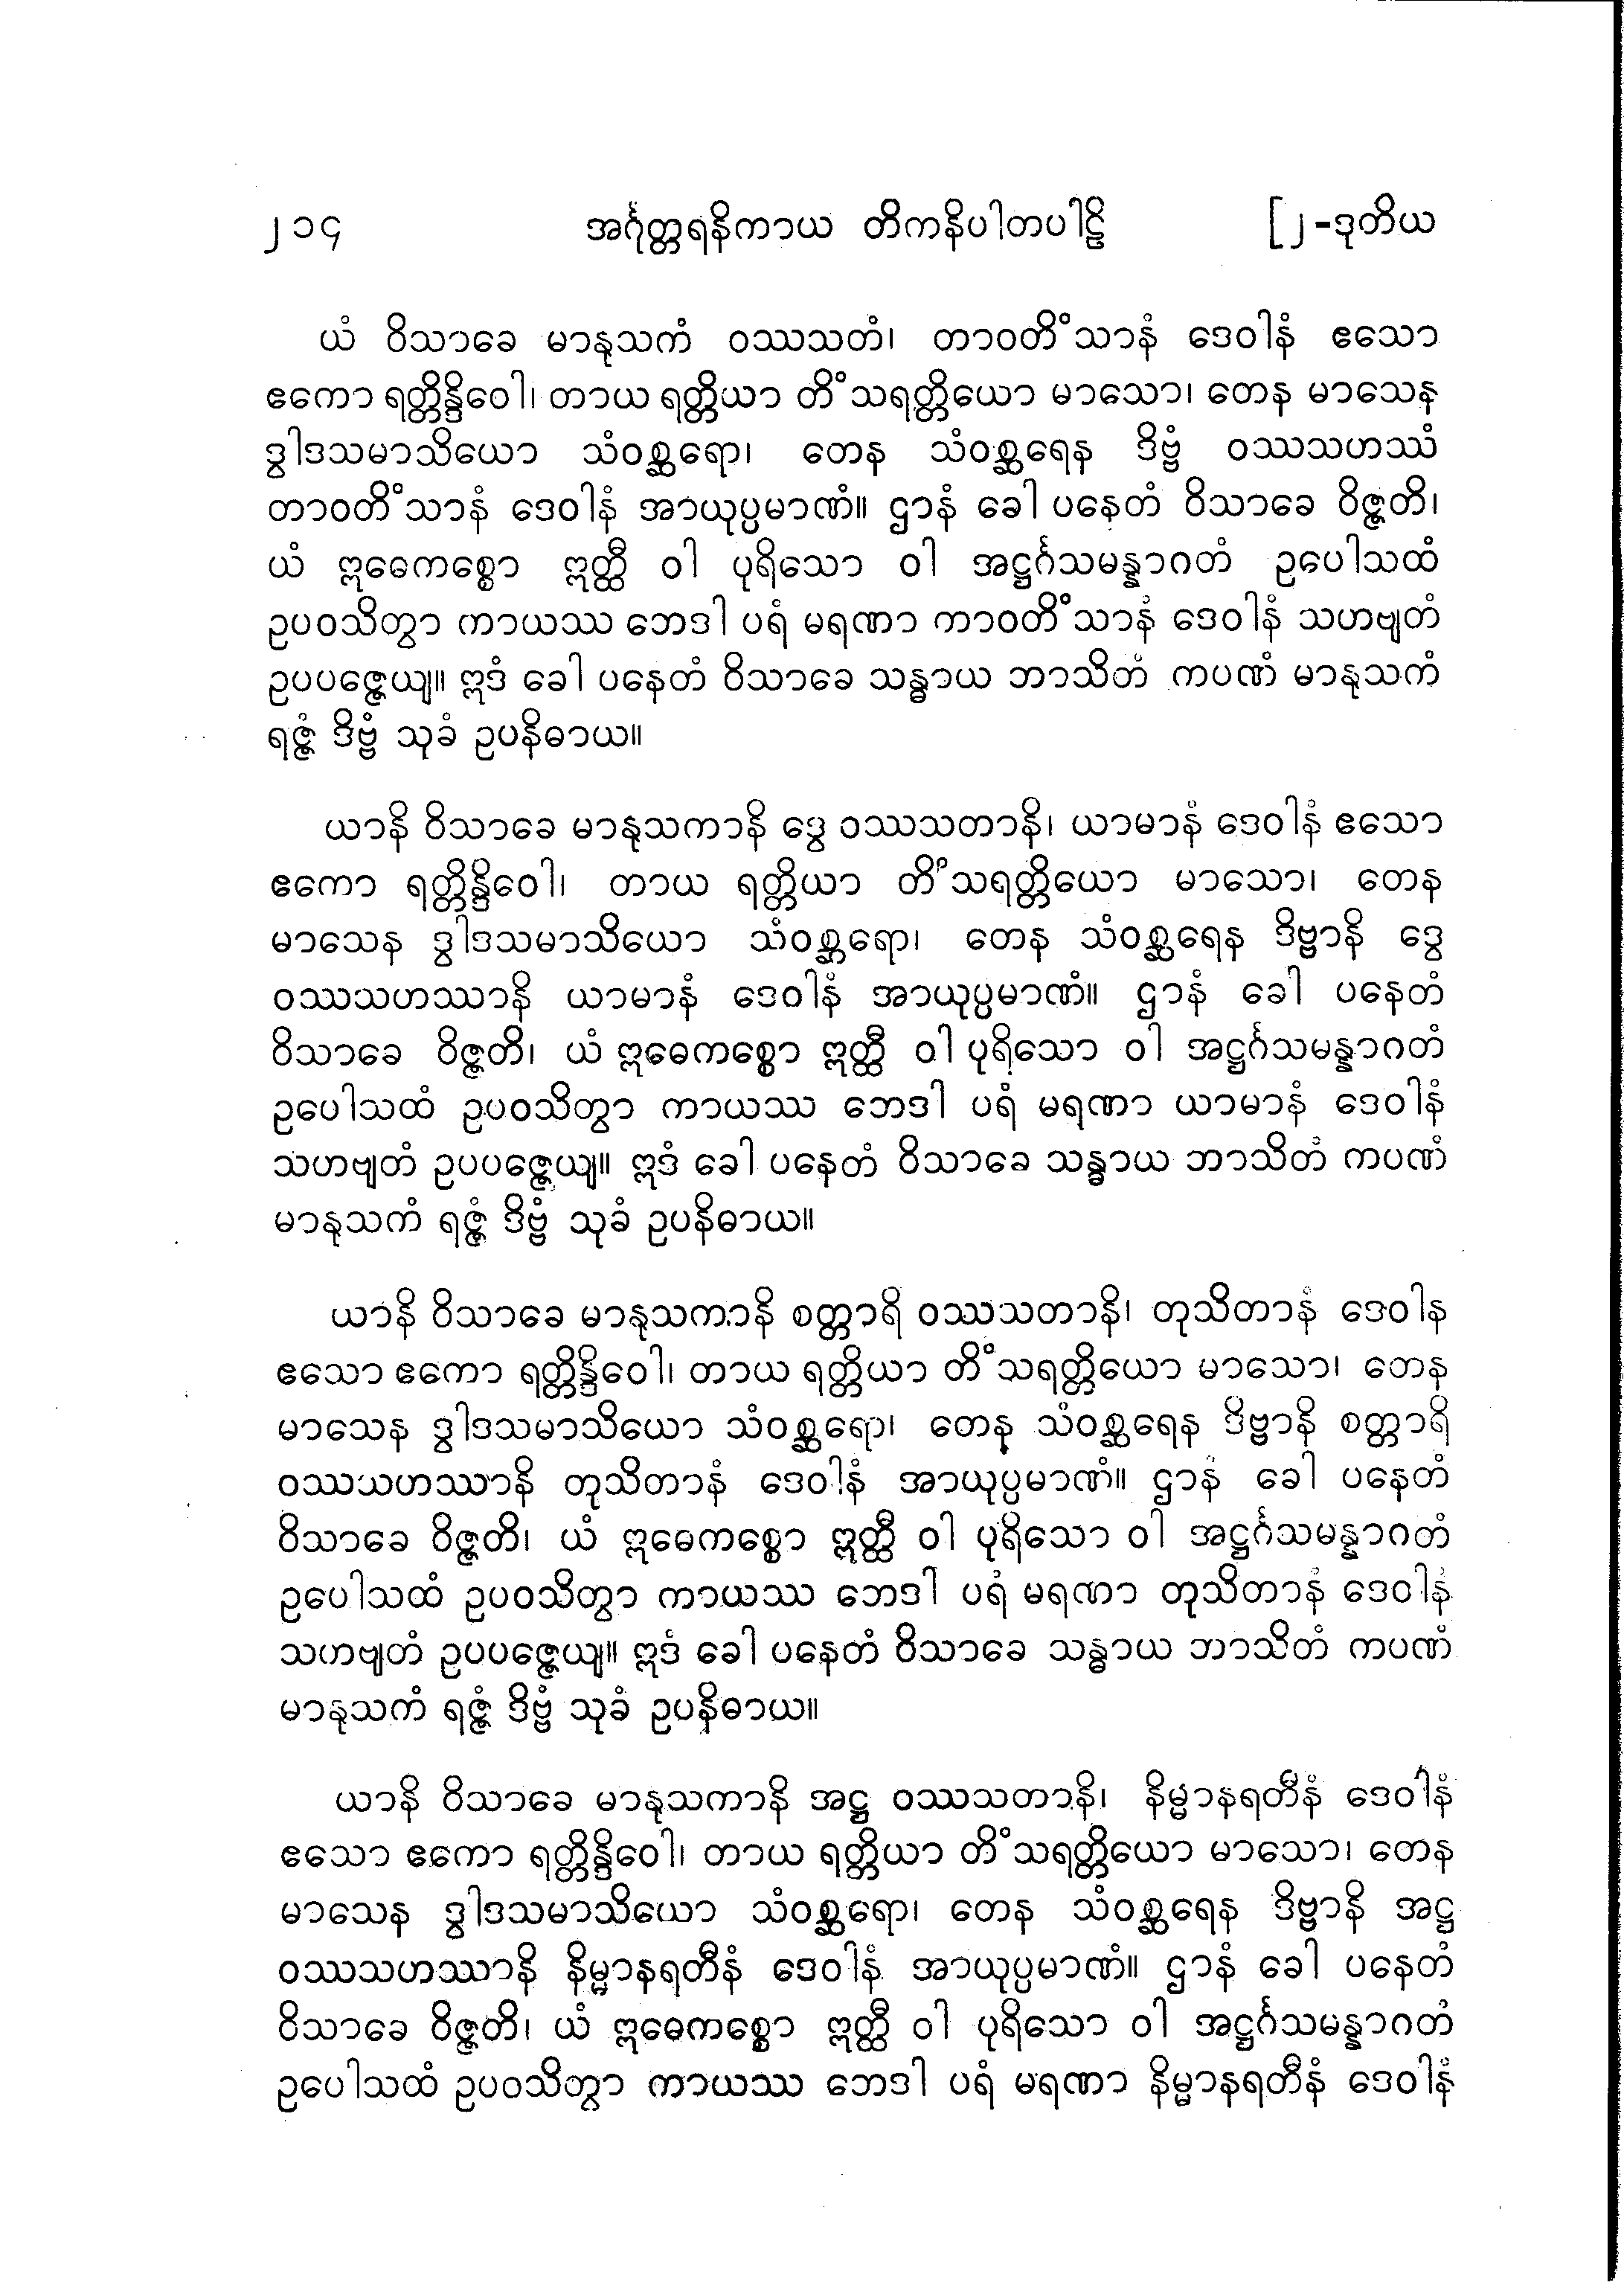 ၂၁၄ အင်္ဂုတ္တရနိကာယ တိကနိပါတပါဠိ [၂-ဒုတိယ
ယံ ဝိသာခေ မာနုသကံ ဝဿသတံ၊ တာဝတိံသာနံ ဒေဝါနံ ဧသော
ဧကော ရတ္တိန္ဒိဝေါ၊ တာယ ရတ္တိယာ တိံသရတ္တိယော မာသော၊ တေန မာသေန
ဒွါဒသမာသိယော သံဝစ္ဆရော၊ တေန သံဝစ္ဆရေန ဒိဗ္ဗံ ဝဿသဟဿံ
တာဝတိံသာနံ ဒေဝါနံ အာယုပ္ပမာဏံ။ ဌာနံ ခေါ ပနေတံ ဝိသာခေ ဝိဇ္ဇတိ၊
ယံ ဣဓေကစ္စော ဣတ္ထီ ဝါ ပုရိသော ဝါ အဋ္ဌင်္ဂသမန္နာဂတံ ဥပေါသထံ
ဥပဝသိတွာ ကာယဿ ဘေဒါ ပရံ မရဏာ ကာဝတိံသာနံ ဒေဝါနံ သဟဗျတံ
ဥပပဇ္ဇေယျ။ ဣဒံ ခေါ ပနေတံ ဝိသာခေ သန္ဓာယ ဘာသိတံ ကပဏံ မာနုသကံ
ရဇ္ဇံ ဒိဗ္ဗံ သုခံ ဥပနိဓာယ။
ယာနိ ဝိသာခေ မာနုသကာနိ ဒွေ ဝဿသတာနိ၊ ယာမာနံ ဒေဝါနံ ဧသော
ဧကော ရတ္တိန္ဒိဝေါ၊ တာယ ရတ္တိယာ တိံသရတ္တိယော မာသော၊ တေန
မာသေန ဒွါဒသမာသိယော သံဝစ္ဆရော၊ တေန သံဝစ္ဆရေန ဒိဗ္ဗာနိ ဒွေ
ဝဿသဟဿာနိ ယာမာနံ ဒေဝါနံ အာယုပ္ပမာဏံ။ ဌာနံ ခေါ ပနေတံ
ဝိသာခေ ဝိဇ္ဇတိ၊ ယံ ဣဓေကစ္စော ဣတ္ထီ ဝါ ပုရိသော ဝါ အဋ္ဌင်္ဂသမန္နာဂတံ
ဥပေါသထံ ဥပဝသိတွာ ကာယဿ ဘေဒါ ပရံ မရဏာ ယာမာနံ ဒေဝါနံ
သဟဗျတံ ဥပပဇ္ဇေယျ။ ဣဒံ ခေါ ပနေတံ ဝိသာခေ သန္ဓာယ ဘာသိတံ ကပဏံ
မာနုသကံ ရဇ္ဇံ ဒိဗ္ဗံ သုခံ ဥပနိဓာယ။
ယာနိ ဝိသာခေ မာနုသကာနိ စတ္တာရိ ဝဿသတာနိ၊ တုသိတာနံ ဒေဝါန
ဧသော ဧကော ရတ္တိန္ဒိဝေါ၊ တာယ ရတ္တိယာ တိံသရတ္တိယော မာသော၊ တေန
မာသေန ဒွါဒသမာသိယော သံဝစ္ဆရော၊ တေန သံဝစ္ဆရေန ဒိဗ္ဗာနိ စတ္တာရိ
ဝဿသဟဿာနိ တုသိတာနံ ဒေဝါနံ အာယုပ္ပမာဏံ။ ဌာနံ ခေါ ပနေတံ
ဝိသာခေ ဝိဇ္ဇတိ၊ ယံ ဣဓေကစ္စော ဣတ္ထီ ဝါ ပုရိသော ဝါ အဋ္ဌင်္ဂသမန္နာဂတံ
ဥပေါသထံ ဥပဝသိတွာ ကာယဿ ဘေဒါ ပရံ မရဏာ တုသိတာနံ ဒေဝါနံ
သဟဗျတံ ဥပပဇ္ဇေယျ။ ဣဒံ ခေါ ပနေတံ ဝိသာခေ သန္ဓာယ ဘာသိတံ ကပဏံ
မာနုသကံ ရဇ္ဇံ ဒိဗ္ဗံ သုခံ ဥပနိဓာယ။
ယာနိ ဝိသာခေ မာနုသကာနိ အဋ္ဌ ဝဿသတာနိ၊ နိမ္မာနရတီနံ ဒေဝါနံ
ဧသော ဧကော ရတ္တိန္ဒိဝေါ၊ တာယ ရတ္တိယာ တိံသရတ္တိယော မာသော၊ တေန
မာသေန ဒွါဒသမာသိယော သံဝစ္ဆရော၊ တေန သံဝစ္ဆရေန ဒိဗ္ဗာနိ အဋ္ဌ
ဝဿသဟဿာနိ နိမ္မာနရတီနံ ဒေဝါနံ အာယုပ္ပမာဏံ။ ဌာနံ ခေါ ပနေတံ
ဝိသာခေ ဝိဇ္ဇတိ၊ ယံ ဣဓေကစ္စော ဣတ္ထီ ဝါ ပုရိသော ဝါ အဋ္ဌင်္ဂသမန္နာဂတံ
ဥပေါသထံ ဥပဝသိတွာ ကာယဿ ဘေဒါ ပရံ မရဏာ နိမ္မာနရတီနံ ဒေဝါနံ